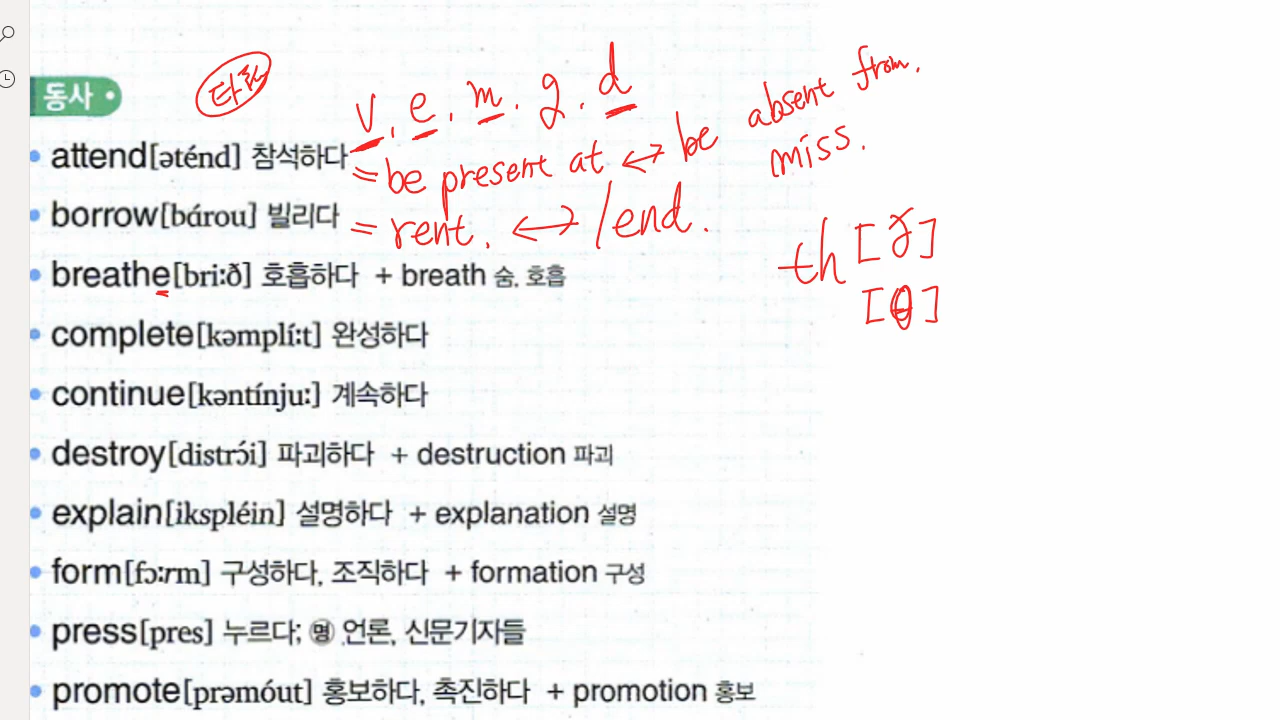 동사
v. e. m. g. d
attend[əténd] 참석하다
= be present at ↔ be absent from.
miss.
borrow[bárou] 빌리다
= rent. ↔ lend.
th [ð]
[θ]
breathe[bri:ð] 호흡하다 + breath 숨, 호흡
complete[kəmplí:t] 완성하다
continue[kəntínju:] 계속하다
destroy[distrɔ́i] 파괴하다 + destruction 파괴
explain[ikspléin] 설명하다 + explanation 설명
form[fɔ:rm] 구성하다, 조직하다 + formation 구성
press[pres] 누르다; 명 언론, 신문기자들
promote[prəmóut] 홍보하다, 촉진하다 + promotion 홍보